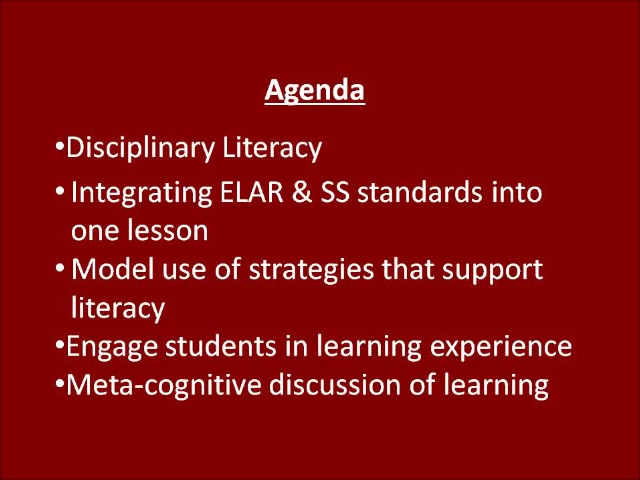 Agenda
•Disciplinary Literacy
• Integrating ELAR & SS standards into
one lesson
• Model use of strategies that support
literacy
•Engage students in learning experience
•Meta-cognitive discussion of learning